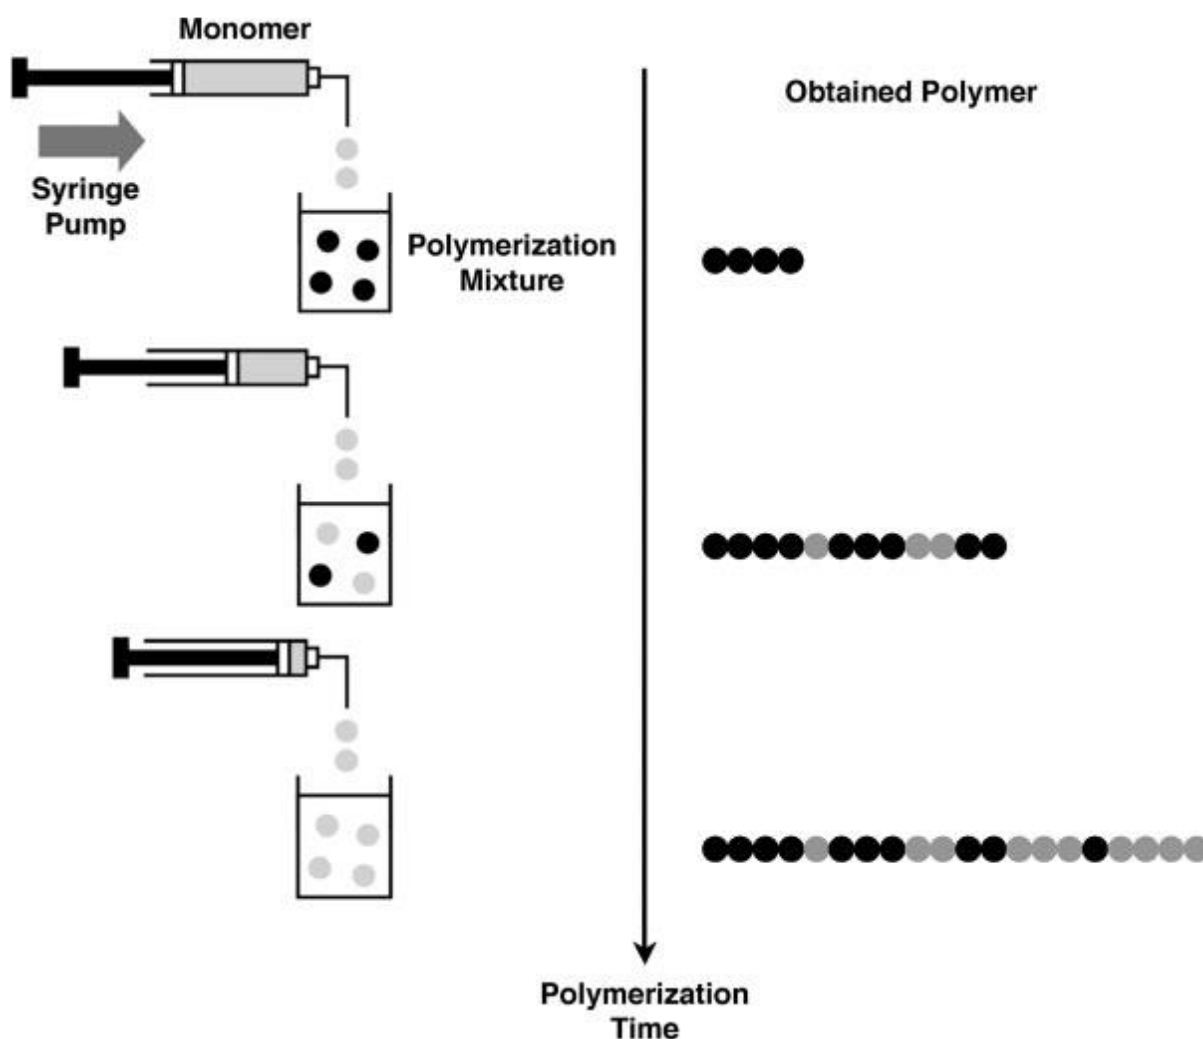 Monomer
Obtained Polymer
Syringe
Pump
Polymerization
Mixture
Polymerization
Time